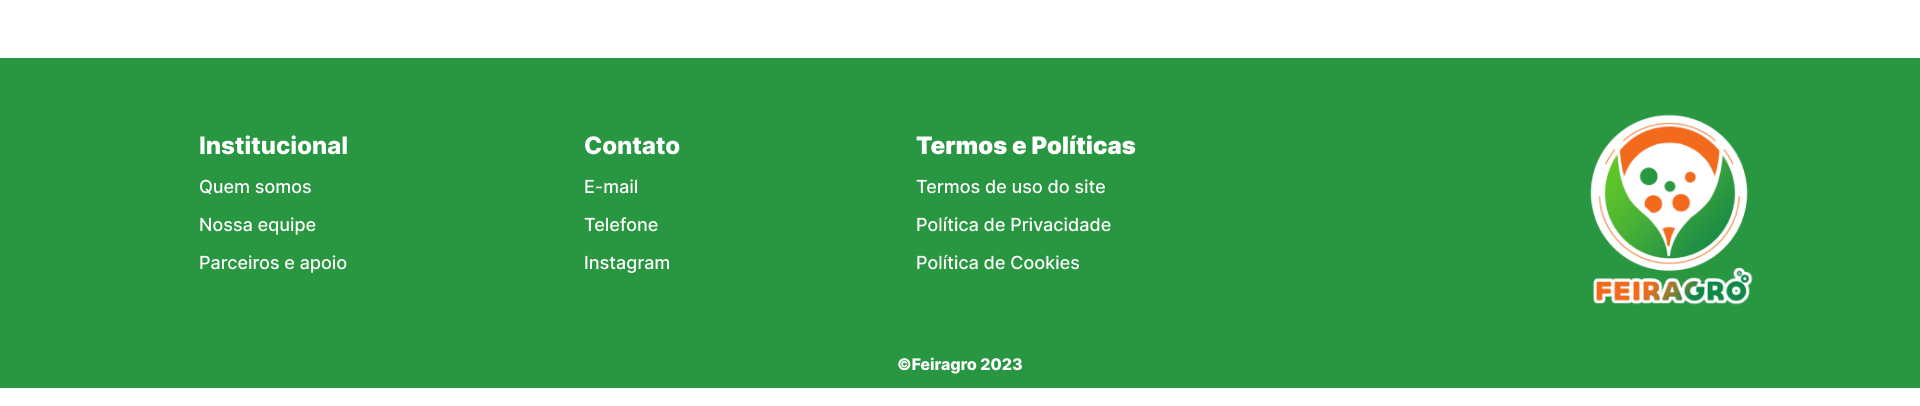 Institucional
Quem somos
Nossa equipe
Parceiros e apoio
Contato
E-mail
Telefone
Instagram
Termos e Políticas
Termos de uso do site
Política de Privacidade
Política de Cookies
FEIRAGRO
©Feiragro 2023